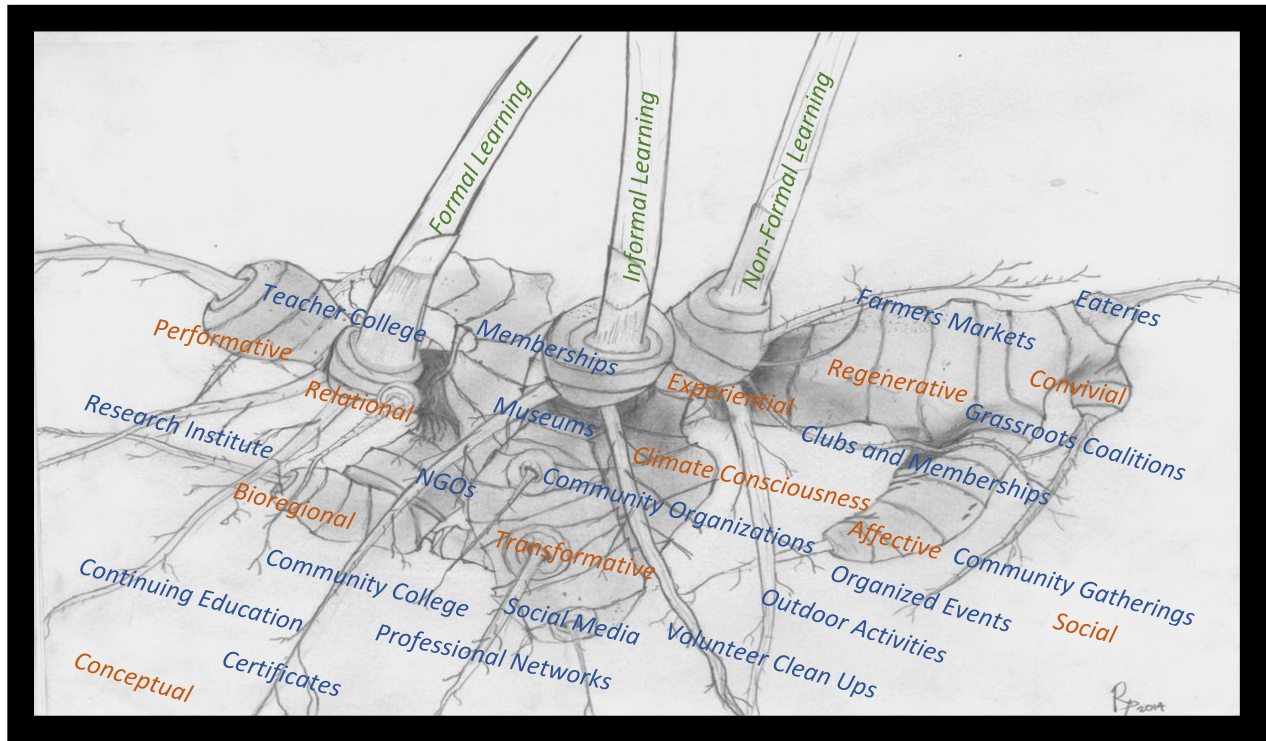 Formal Learning
Informal Learning
Non-Formal Learning
Teacher College
Memberships
Farmers Markets
Eateries
Performative
Relational
Experiential
Regenerative
Convivial
Research Institute
Museums
Clubs and Memberships
Grassroots Coalitions
Climate Consciousness
NGOs
Community Organizations
Bioregional
Transformative
Affective
Community Gatherings
Continuing Education
Community College
Social Media
Organized Events
Outdoor Activities
Social
Professional Networks
Volunteer Clean Ups
Conceptual
Certificates
2014